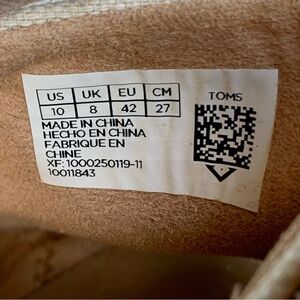 US UK EU CM TOMS
10 8 42 27
MADE IN CHINA
HECHO EN CHINA
FABRIQUE EN
CHINE
XF: 1000250119-11
10011843